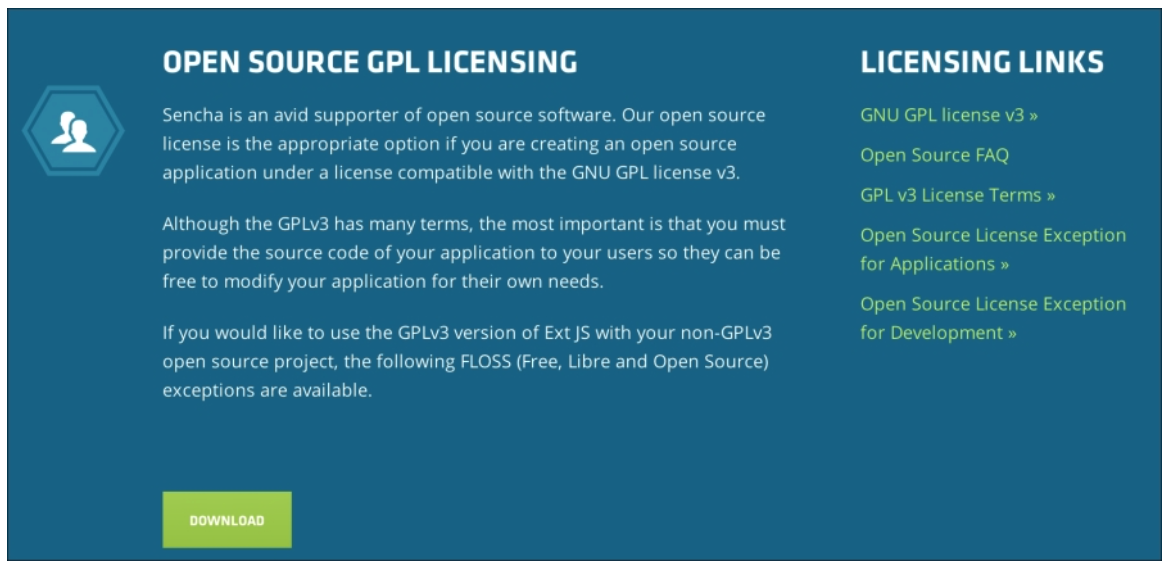 OPEN SOURCE GPL LICENSING
Sencha is an avid supporter of open source software. Our open source
license is the appropriate option if you are creating an open source
application under a license compatible with the GNU GPL license v3.
Although the GPLv3 has many terms, the most important is that you must
provide the source code of your application to your users so they can be
free to modify your application for their own needs.
If you would like to use the GPLv3 version of Ext JS with your non-GPLv3
open source project, the following FLOSS (Free, Libre and Open Source)
exceptions are available.
DOWNLOAD
LICENSING LINKS
GNU GPL license v3 »
Open Source FAQ
GPL v3 License Terms »
Open Source License Exception
for Applications »
Open Source License Exception
for Development »